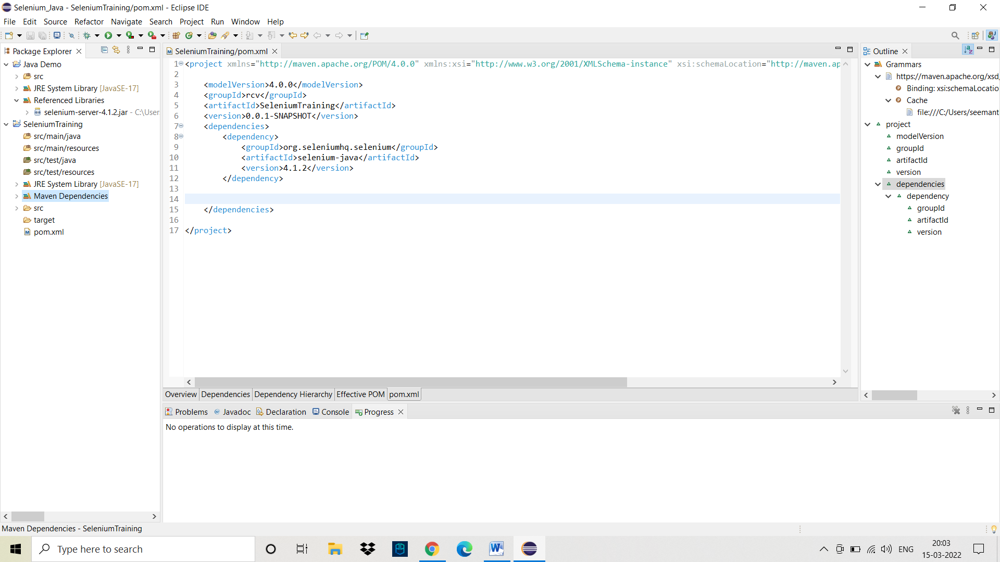 Selenium_Java - SeleniumTraining/pom.xml - Eclipse IDE
File Edit Source Refactor Navigate Search Project Run Window Help
Package Explorer
Java Demo
src
JRE System Library [JavaSE-17]
Referenced Libraries
selenium-server-4.1.2.jar - C:\User
SeleniumTraining
src/main/java
src/main/resources
src/test/java
src/test/resources
JRE System Library [JavaSE-17]
Maven Dependencies
src
target
pom.xml
SeleniumTraining/pom.xml
1 <project xmlns="http://maven.apache.org/POM/4.0.0" xmlns:xsi="http://www.w3.org/2001/XMLSchema-instance" xsi:schemaLocation="http://maven.ap
2
3 <modelVersion>4.0.0</modelVersion>
4 <groupId>rcv</groupId>
5 <artifactId>SeleniumTraining</artifactId>
6 <version>0.0.1-SNAPSHOT</version>
7 <dependencies>
8 <dependency>
9 <groupId>org.seleniumhq.selenium</groupId>
10 <artifactId>selenium-java</artifactId>
11 <version>4.1.2</version>
12 </dependency>
13
14
15 </dependencies>
16
17 </project>
Overview Dependencies Dependency Hierarchy Effective POM pom.xml
Outline
Grammars
https://maven.apache.org/xsd,
Binding: xsi:schemaLocatio
Cache
file:///C:/Users/seemant
project
modelVersion
groupId
artifactId
version
dependencies
dependency
groupId
artifactId
version
Problems @ Javadoc Declaration Console Progress
No operations to display at this time.
Maven Dependencies - SeleniumTraining
Type here to search
ENG
20:03
15-03-2022